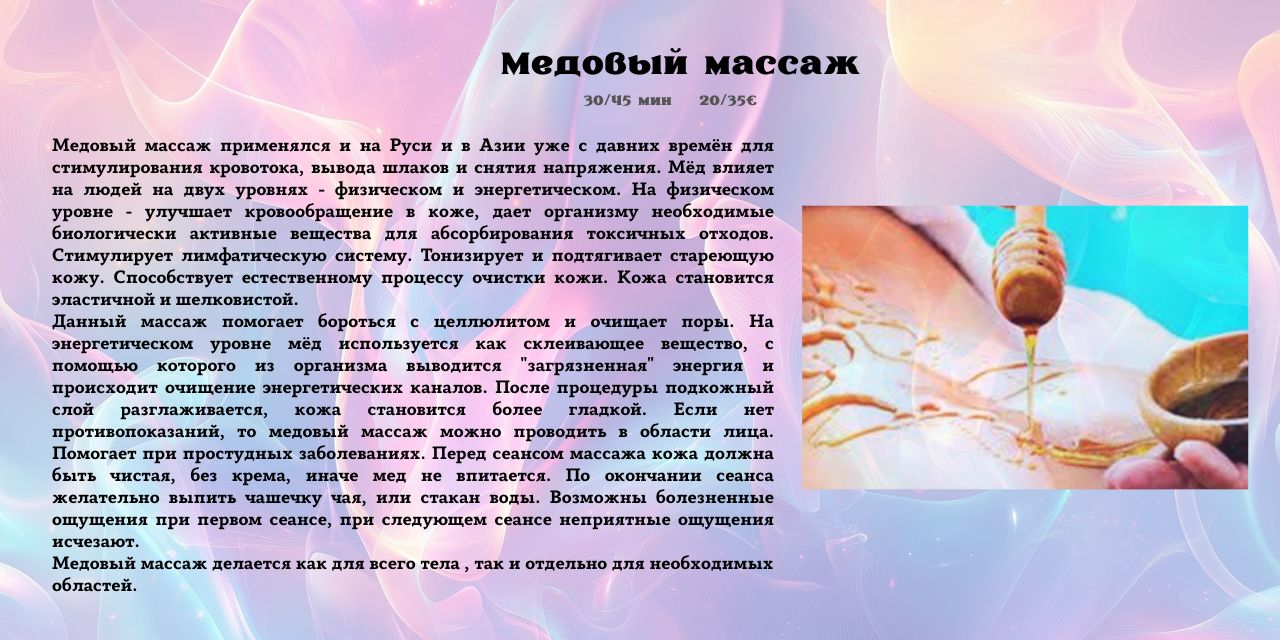 Медовый массаж
30/45 мин 20/35€
Медовый массаж применялся и на Руси и в Азии уже с давних времён для
стимулирования кровотока, вывода шлаков и снятия напряжения. Мёд влияет
на людей на двух уровнях - физическом и энергетическом. На физическом
уровне - улучшает кровообращение в коже, дает организму необходимые
биологически активные вещества для абсорбирования токсичных отходов.
Стимулирует лимфатическую систему. Тонизирует и подтягивает стареющую
кожу. Способствует естественному процессу очистки кожи. Кожа становится
эластичной и шелковистой.
Данный массаж помогает бороться с целлюлитом и очищает поры. На
энергетическом уровне мёд используется как склеивающее вещество, с
помощью которого из организма выводится "загрязненная" энергия и
происходит очищение энергетических каналов. После процедуры подкожный
слой разглаживается, кожа становится более гладкой. Если нет
противопоказаний, то медовый массаж можно проводить в области лица.
Помогает при простудных заболеваниях. Перед сеансом массажа кожа должна
быть чистая, без крема, иначе мед не впитается. По окончании сеанса
желательно выпить чашечку чая, или стакан воды. Возможны болезненные
ощущения при первом сеансе, при следующем сеансе неприятные ощущения
исчезают.
Медовый массаж делается как для всего тела , так и отдельно для необходимых
областей.